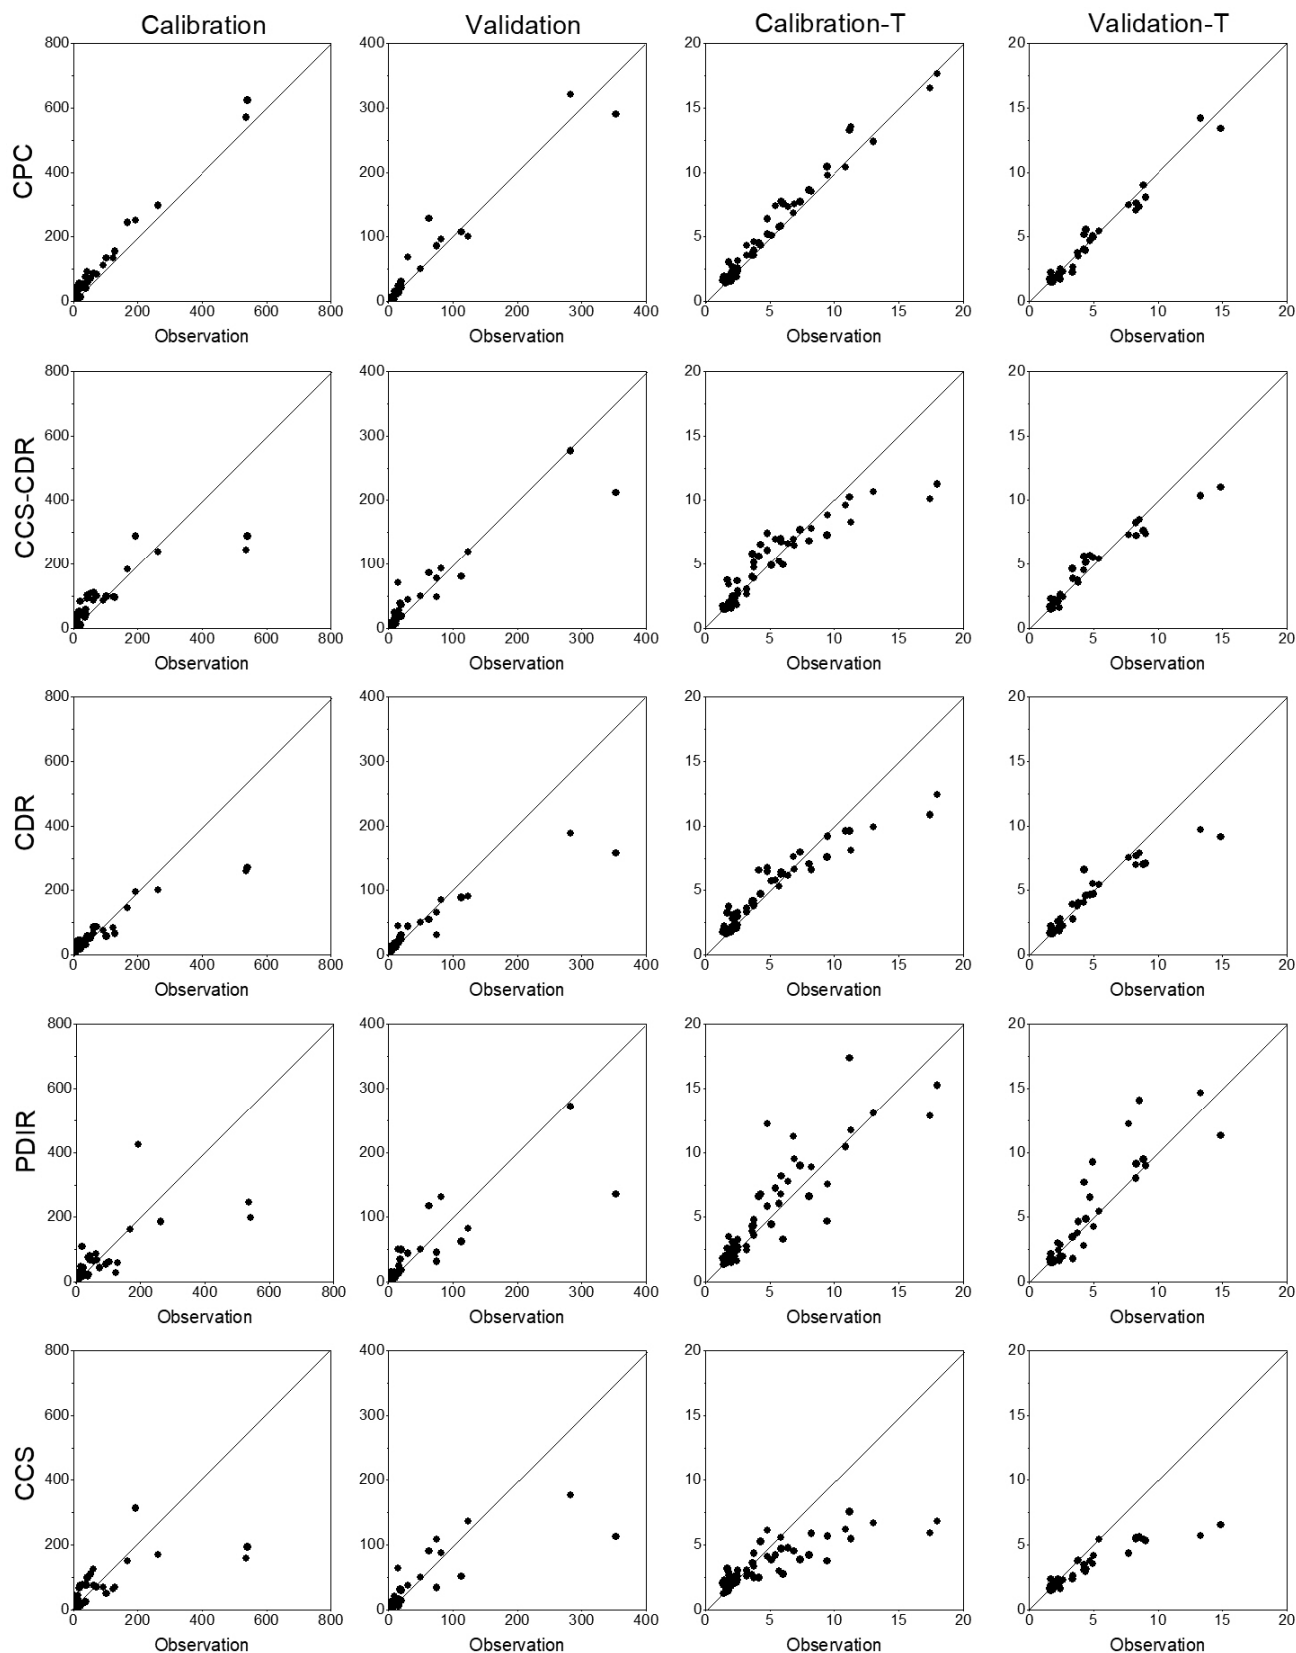 Calibration Validation Calibration-T Validation-T
CPC
800 400 20 20
600 300 15 15
400 200 10 10
200 100 5 5
0 0 0 0
0 200 400 600 800 0 100 200 300 400 0 5 10 15 20 0 5 10 15 20
Observation Observation Observation Observation
CCS-CDR
800 400 20 20
600 300 15 15
400 200 10 10
200 100 5 5
0 0 0 0
0 200 400 600 800 0 100 200 300 400 0 5 10 15 20 0 5 10 15 20
Observation Observation Observation Observation
CDR
800 400 20 20
600 300 15 15
400 200 10 10
200 100 5 5
0 0 0 0
0 200 400 600 800 0 100 200 300 400 0 5 10 15 20 0 5 10 15 20
Observation Observation Observation Observation
PDIR
800 400 20 20
600 300 15 15
400 200 10 10
200 100 5 5
0 0 0 0
0 200 400 600 800 0 100 200 300 400 0 5 10 15 20 0 5 10 15 20
Observation Observation Observation Observation
CCS
800 400 20 20
600 300 15 15
400 200 10 10
200 100 5 5
0 0 0 0
0 200 400 600 800 0 100 200 300 400 0 5 10 15 20 0 5 10 15 20
Observation Observation Observation Observation